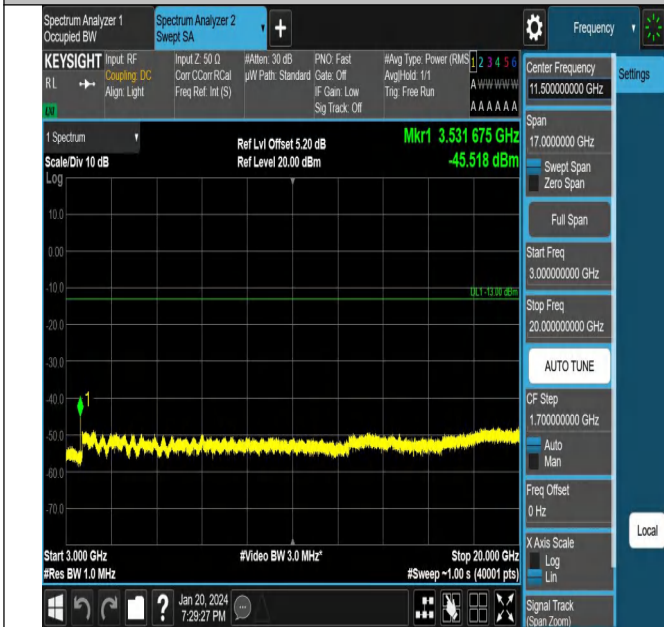 Spectrum Analyzer 1
Occupied BW
Spectrum Analyzer 2
Swept SA
Frequency
KEYSIGHT
RL
LXI
Input: RF
Coupling: DC
Align: Light
Input Z: 50 Ω
Corr CCorr RCal
Freq Ref: Int (S)
#Atten: 30 dB
µW Path: Standard
PNO: Fast
Gate: Off
IF Gain: Low
Sig Track: Off
#Avg Type: Power (RMS
Avg|Hold: 1/1
Trig: Free Run
1 2 3 4 5 6
A W W W W W
A A A A A A
1 Spectrum
Scale/Div 10 dB
Log
Ref Lvl Offset 5.20 dB
Ref Level 20.00 dBm
Mkr1 3.531 675 GHz
-45.518 dBm
10.0
0.00
-10.0
DL1 -13.00 dBm
-20.0
-30.0
-40.0
1
-50.0
-60.0
-70.0
Start 3.000 GHz
#Res BW 1.0 MHz
#Video BW 3.0 MHz*
Stop 20.000 GHz
#Sweep ~1.00 s (40001 pts)
Jan 20, 2024
7:29:27 PM
Center Frequency
11.500000000 GHz
Settings
Span
17.0000000 GHz
Swept Span
Zero Span
Full Span
Start Freq
3.000000000 GHz
Stop Freq
20.000000000 GHz
AUTO TUNE
CF Step
1.700000000 GHz
Auto
Man
Freq Offset
0 Hz
Local
X Axis Scale
Log
Lin
Signal Track
(Span Zoom)